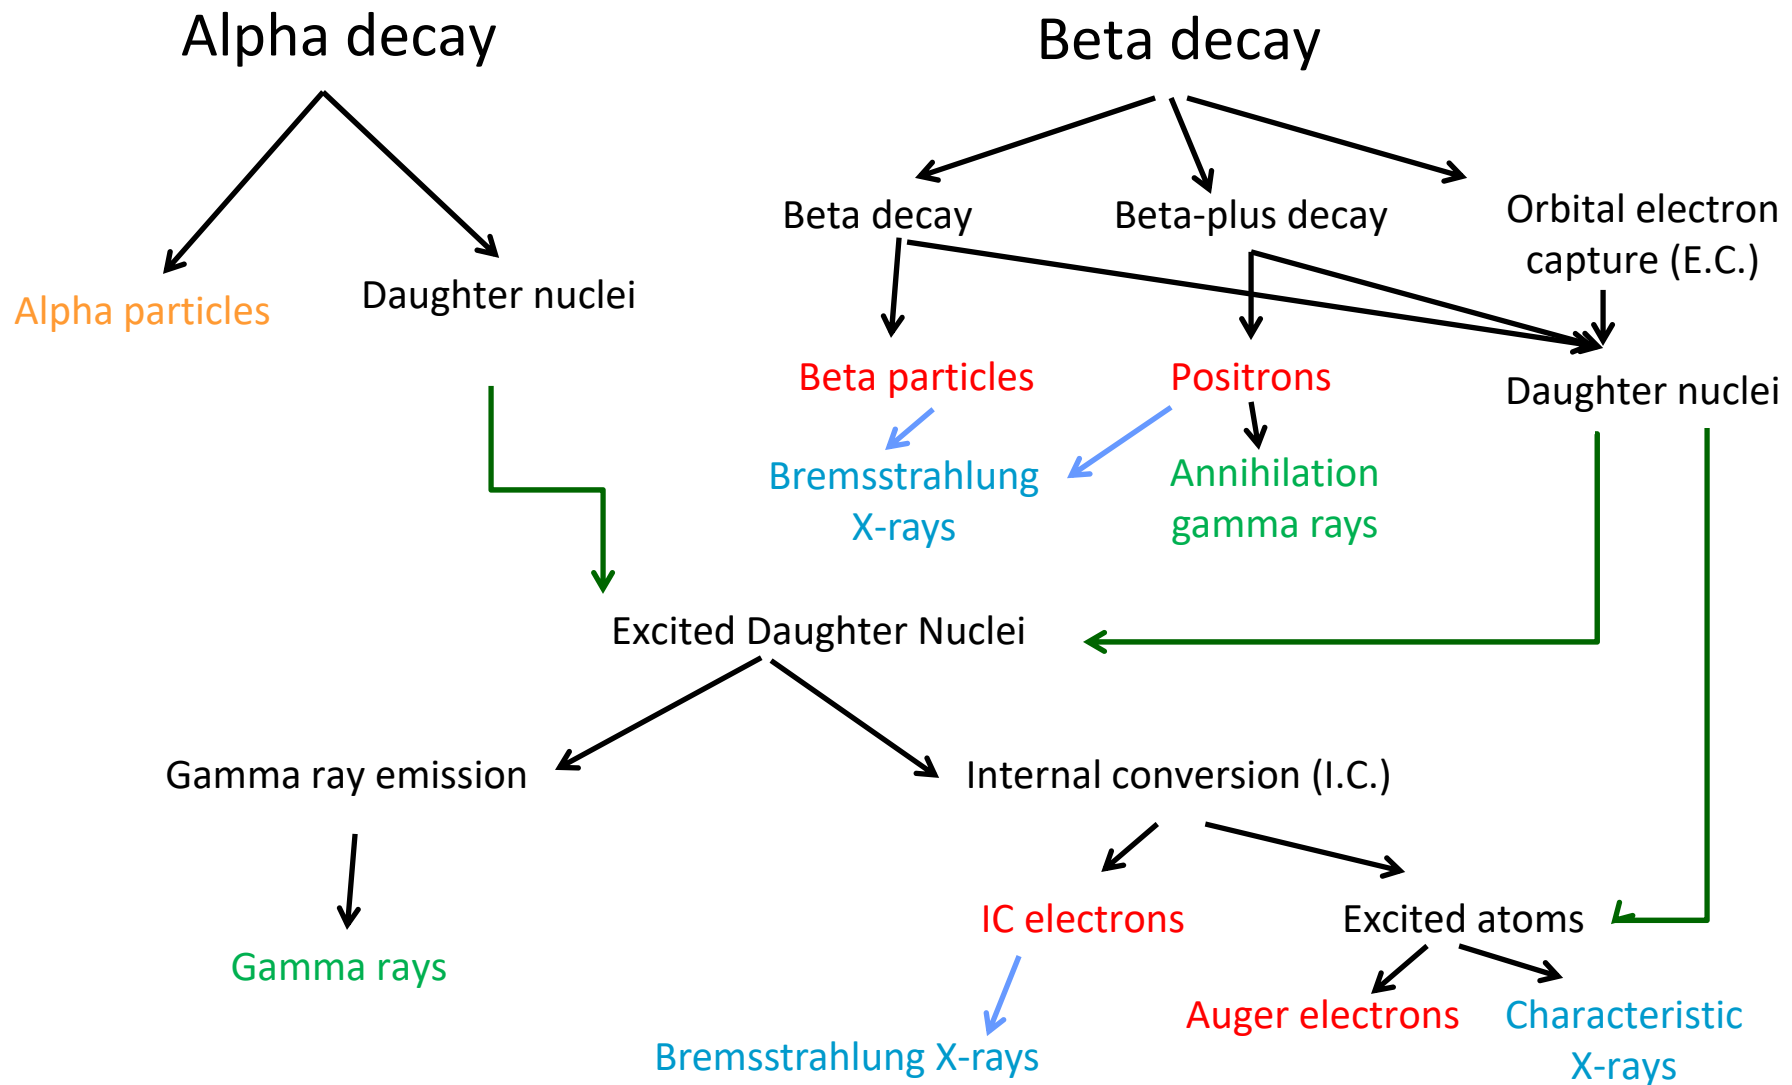 Alpha decay
Beta decay
Beta decay
Beta-plus decay
Orbital electron
capture (E.C.)
Alpha particles
Daughter nuclei
Beta particles
Positrons
Daughter nuclei
Bremsstrahlung
X-rays
Annihilation
gamma rays
Excited Daughter Nuclei
Gamma ray emission
Internal conversion (I.C.)
Gamma rays
IC electrons
Excited atoms
Bremsstrahlung X-rays
Auger electrons
Characteristic
X-rays